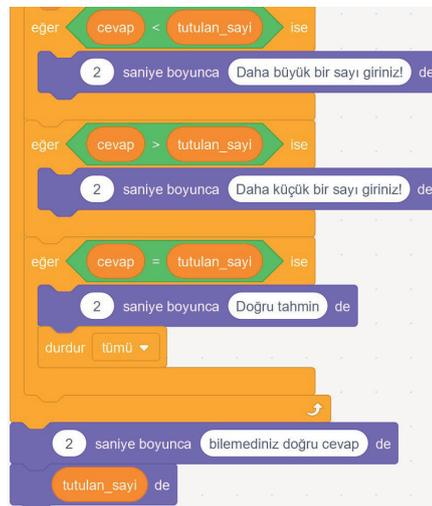 eğer cevap < tutulan_sayi ise
2 saniye boyunca Daha büyük bir sayı giriniz! de
eğer cevap > tutulan_sayi ise
2 saniye boyunca Daha küçük bir sayı giriniz! de
eğer cevap = tutulan_sayi ise
2 saniye boyunca Doğru tahmin de
durdur tümü
2 saniye boyunca bilemediniz doğru cevap de
tutulan_sayi de